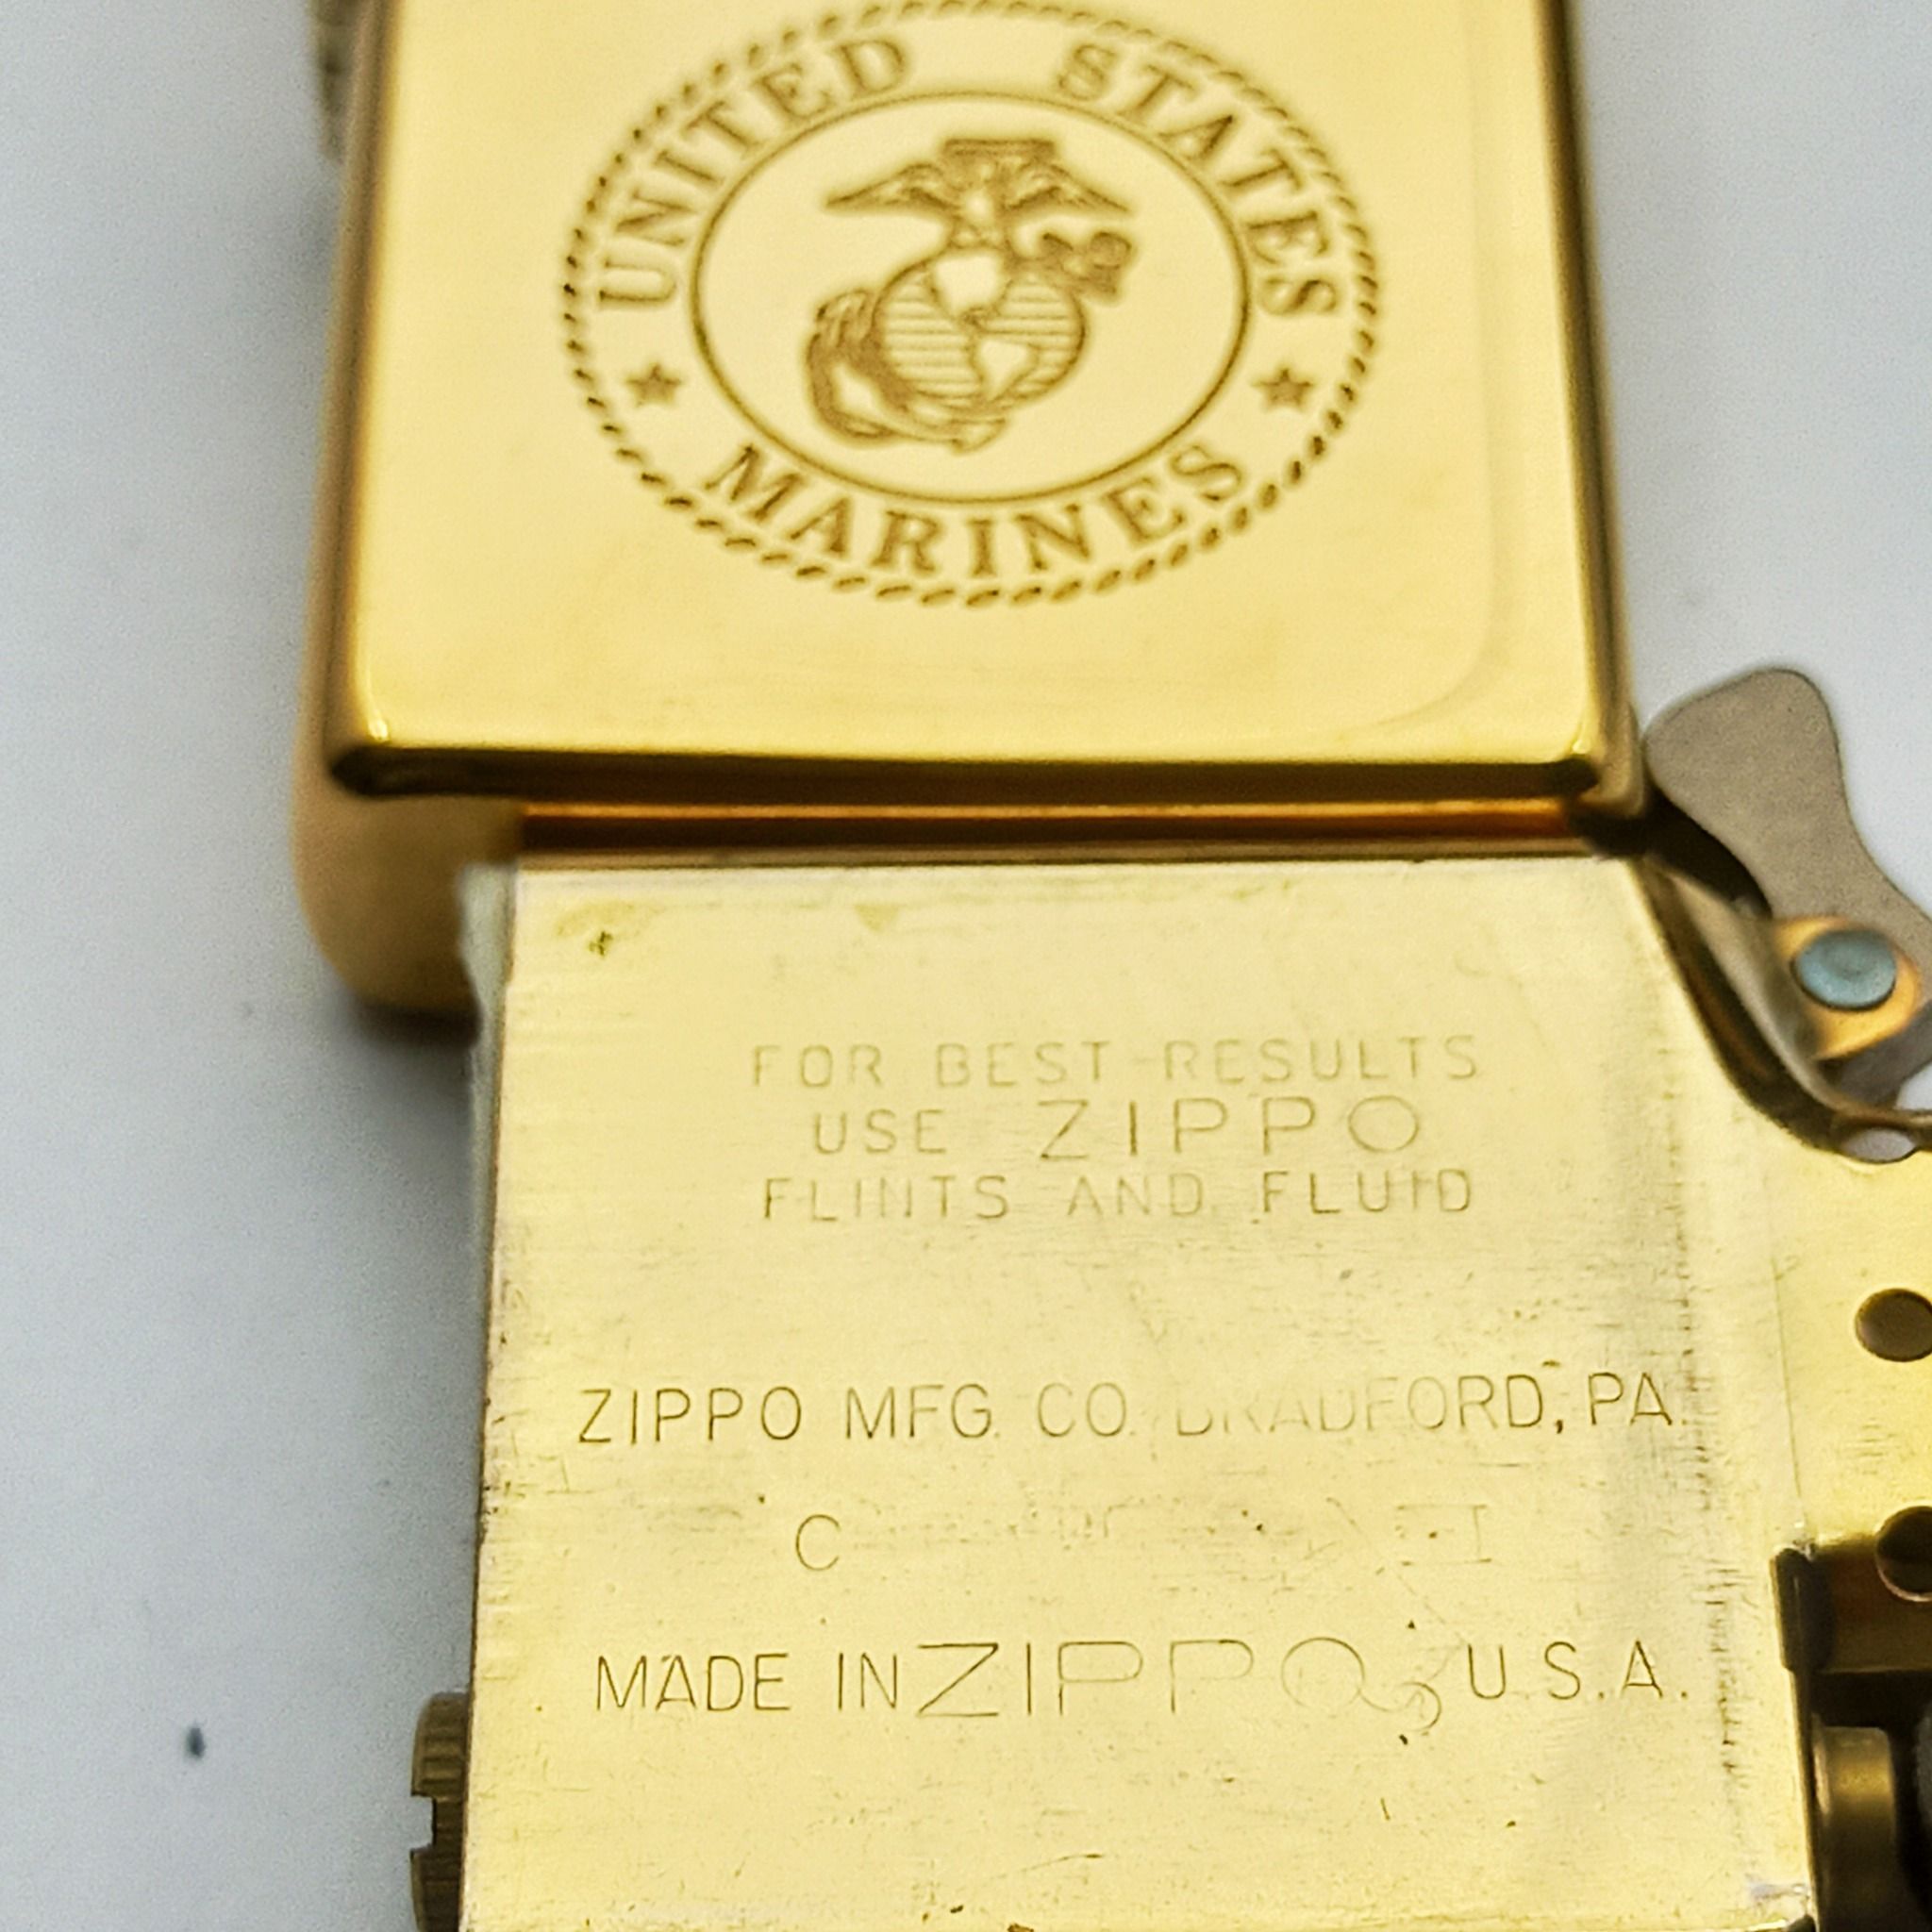 UNITED STATES
MARINES
FOR BEST RESULTS
USE ZIPPO
FLINTS AND FLUID
ZIPPO MFG. CO. BRADFORD, PA.
C
MADE IN ZIPPO U.S.A.